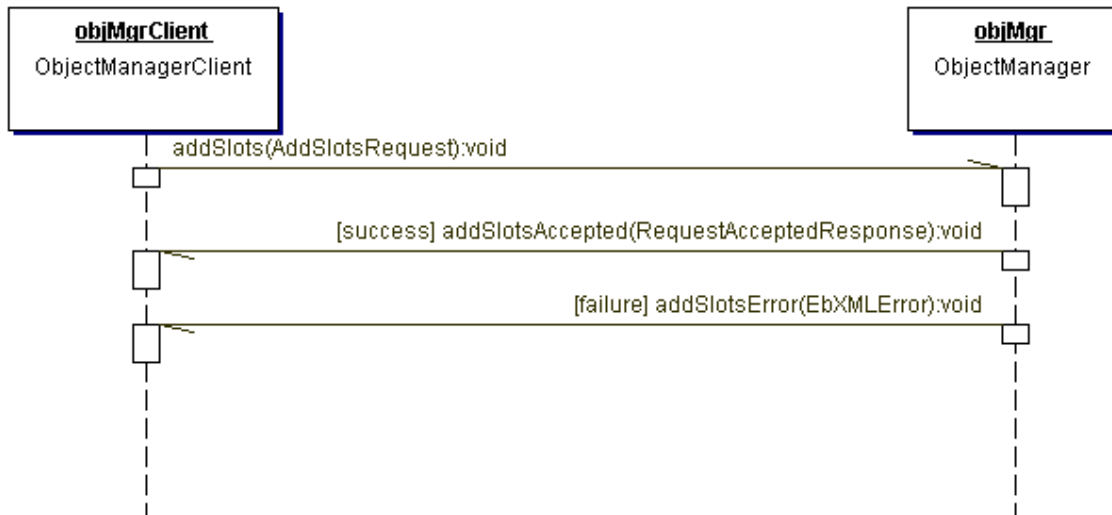 objMgrClient
ObjectManagerClient
objMgr
ObjectManager
addSlots(AddSlotsRequest):void
[success] addSlotsAccepted(RequestAcceptedResponse):void
[failure] addSlotsError(EbXMLError):void